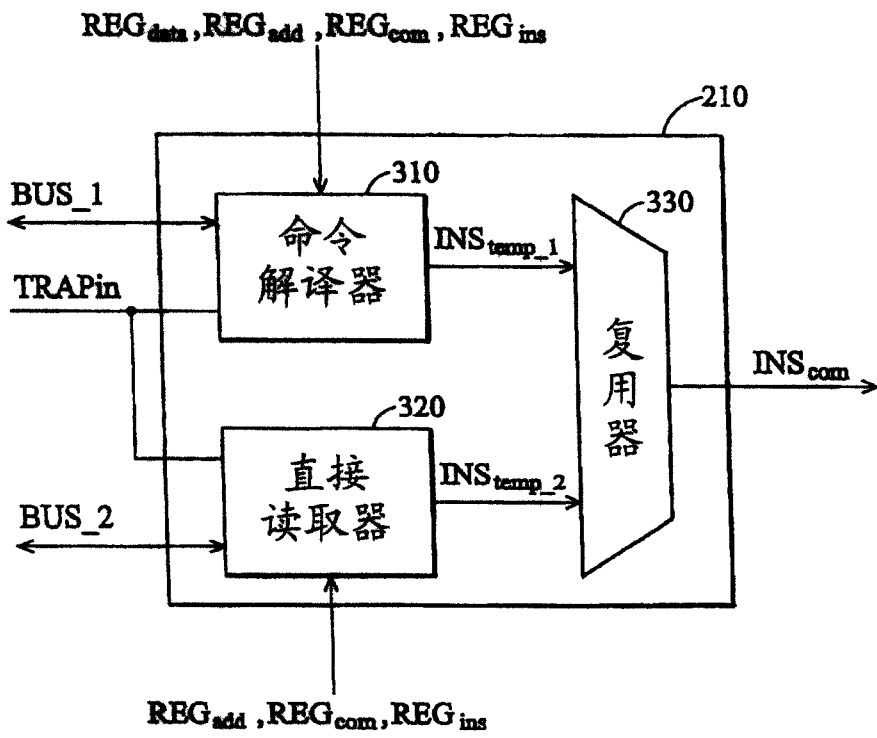 REGdata,REGadd,REGcom,REGins
210
BUS_1
310
命令
解译器
INStemp_1
330
TRAPin
复
用
器
INScom
320
直接
读取器
INStemp_2
BUS_2
REGadd,REGcom,REGins